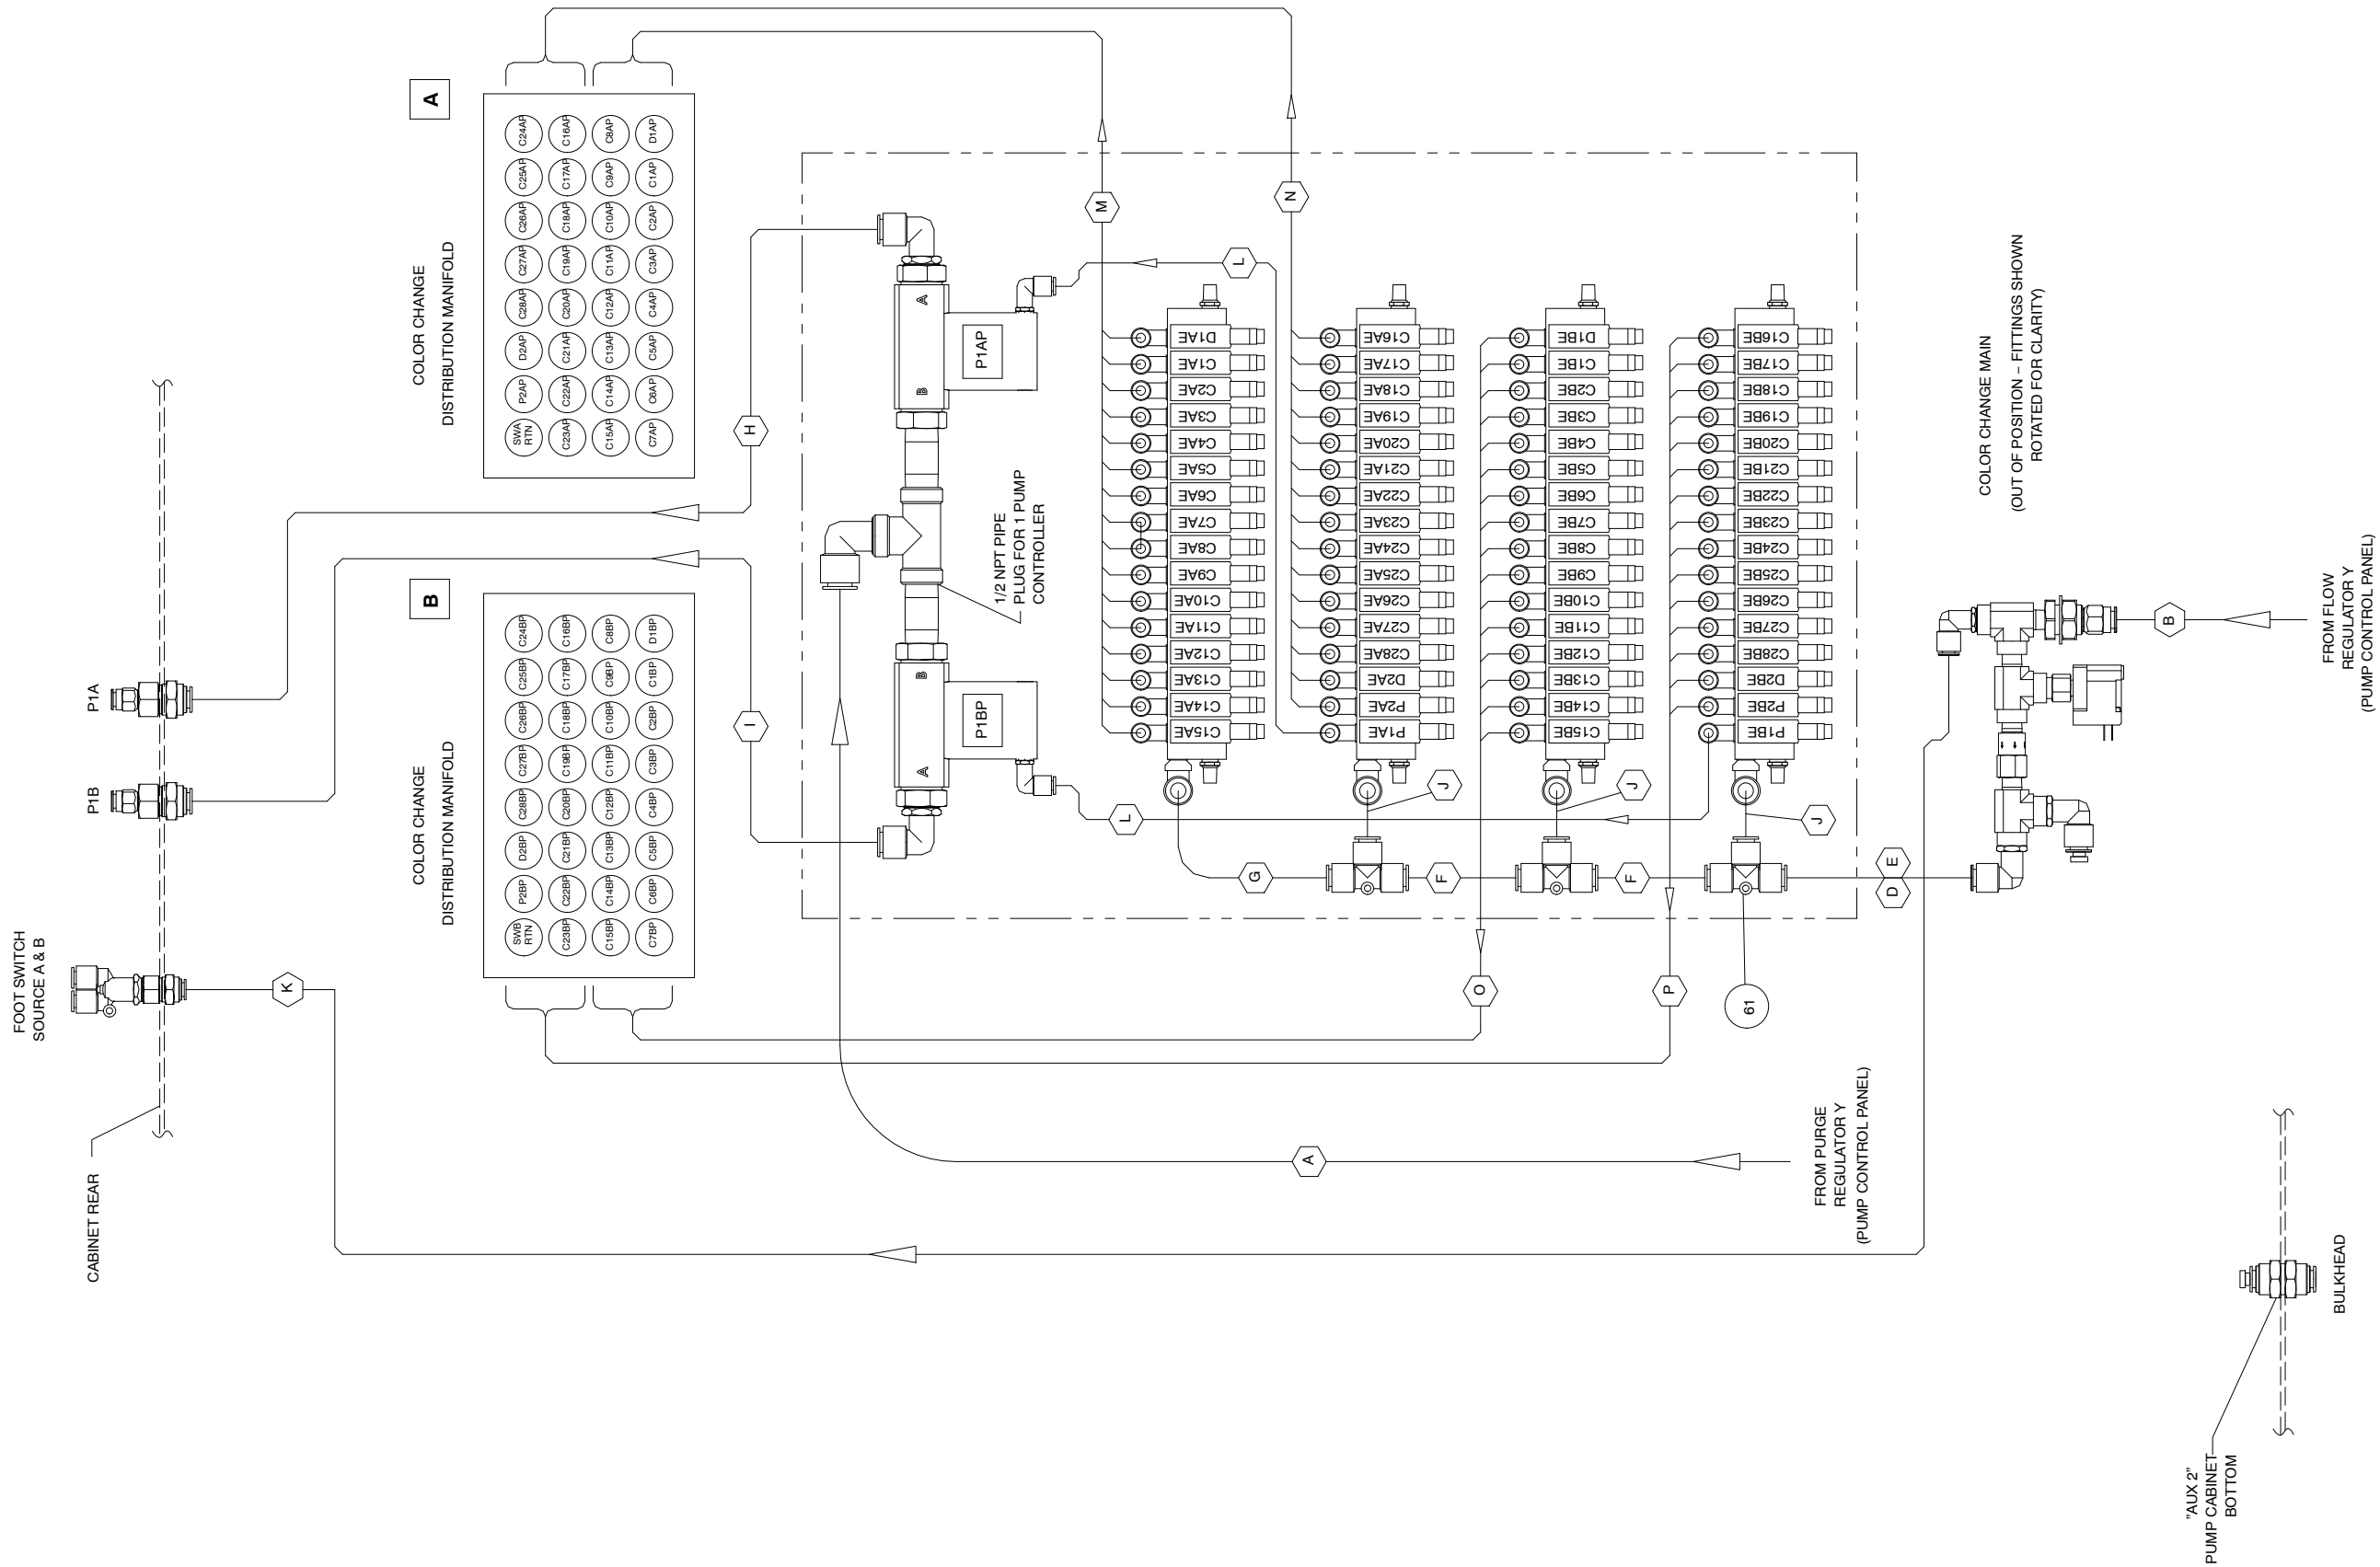 FOOT SWITCH
SOURCE A & B
P1B
P1A
CABINET REAR
K
I
H
B
A
COLOR CHANGE
DISTRIBUTION MANIFOLD
SWB
RTN
P2BP
D2BP
C28BP
C27BP
C26BP
C25BP
C24BP
C23BP
C22BP
C21BP
C20BP
C19BP
C18BP
C17BP
C16BP
C15BP
C14BP
C13BP
C12BP
C11BP
C10BP
C9BP
C8BP
C7BP
C6BP
C5BP
C4BP
C3BP
C2BP
C1BP
D1BP
COLOR CHANGE
DISTRIBUTION MANIFOLD
SWA
RTN
P2AP
D2AP
C28AP
C27AP
C26AP
C25AP
C24AP
C23AP
C22AP
C21AP
C20AP
C19AP
C18AP
C17AP
C16AP
C15AP
C14AP
C13AP
C12AP
C11AP
C10AP
C9AP
C8AP
C7AP
C6AP
C5AP
C4AP
C3AP
C2AP
C1AP
D1AP
A
B
B
A
P1BP
P1AP
1/2 NPT PIPE
PLUG FOR 1 PUMP
CONTROLLER
M
N
L
L
C15AE
C14AE
C13AE
C12AE
C11AE
C10AE
C9AE
C8AE
C7AE
C6AE
C5AE
C4AE
C3AE
C2AE
C1AE
D1AE
P1AE
P2AE
D2AE
C28AE
C27AE
C26AE
C25AE
C24AE
C23AE
C22AE
C21AE
C20AE
C19AE
C18AE
C17AE
C16AE
C15BE
C14BE
C13BE
C12BE
C11BE
C10BE
C9BE
C8BE
C7BE
C6BE
C5BE
C4BE
C3BE
C2BE
C1BE
D1BE
P1BE
P2BE
D2BE
C28BE
C27BE
C26BE
C25BE
C24BE
C23BE
C22BE
C21BE
C20BE
C19BE
C18BE
C17BE
C16BE
G
F
F
J
J
J
O
P
61
A
D
E
B
FROM PURGE
REGULATOR Y
(PUMP CONTROL PANEL)
COLOR CHANGE MAIN
(OUT OF POSITION – FITTINGS SHOWN
ROTATED FOR CLARITY)
FROM FLOW
REGULATOR Y
(PUMP CONTROL PANEL)
"AUX 2"
PUMP CABINET
BOTTOM
BULKHEAD